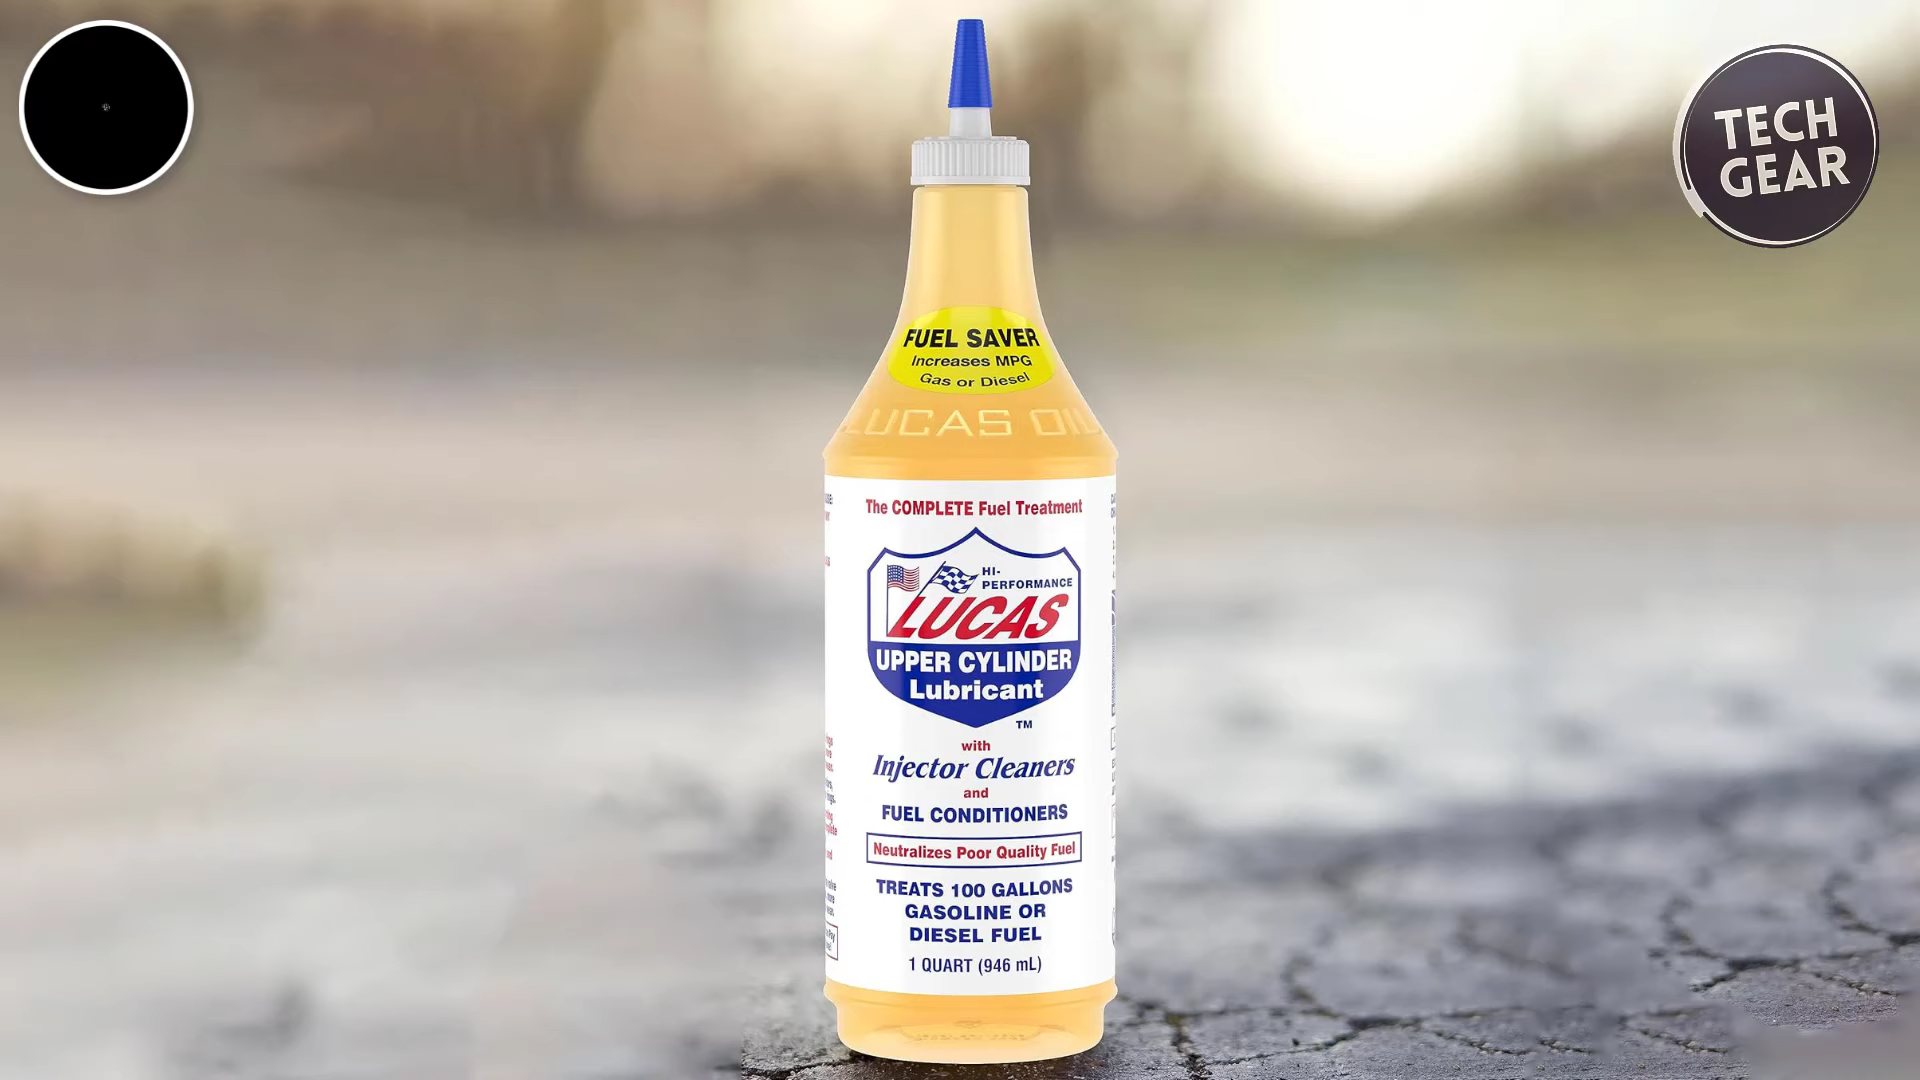 TECH
GEAR
FUEL SAVER
Increases MPG
Gas or Diesel
LUCAS OIL
The COMPLETE Fuel Treatment
HI-
PERFORMANCE
LUCAS
UPPER CYLINDER
Lubricant
TM
with
Injector Cleaners
and
FUEL CONDITIONERS
Neutralizes Poor Quality Fuel
TREATS 100 GALLONS
GASOLINE OR
DIESEL FUEL
1 QUART (946 mL)